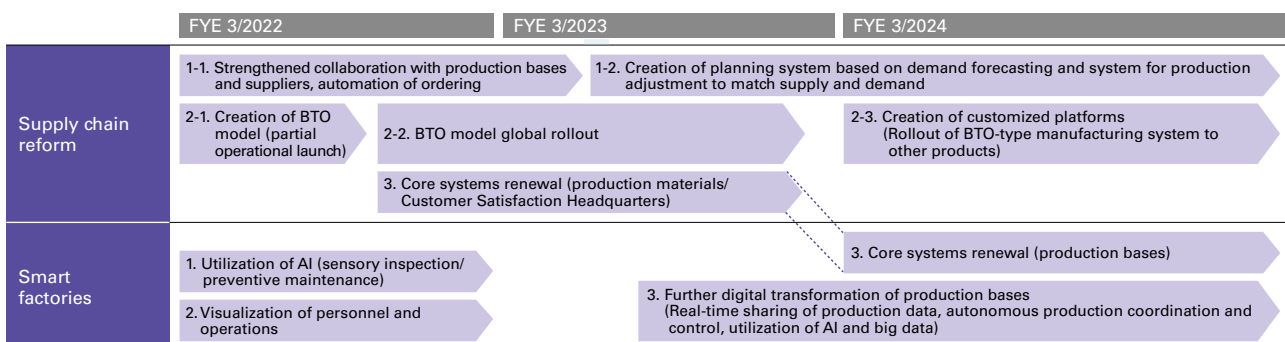 FYE 3/2022
FYE 3/2023
FYE 3/2024
Supply chain
reform
1-1. Strengthened collaboration with production bases
and suppliers, automation of ordering
1-2. Creation of planning system based on demand forecasting and system for production
adjustment to match supply and demand
2-1. Creation of BTO
model (partial
operational launch)
2-2. BTO model global rollout
2-3. Creation of customized platforms
(Rollout of BTO-type manufacturing system to
other products)
3. Core systems renewal (production materials/
Customer Satisfaction Headquarters)
Smart
factories
3. Core systems renewal (production bases)
1. Utilization of AI (sensory inspection/
preventive maintenance)
2. Visualization of personnel and
operations
3. Further digital transformation of production bases
(Real-time sharing of production data, autonomous production coordination and
control, utilization of AI and big data)